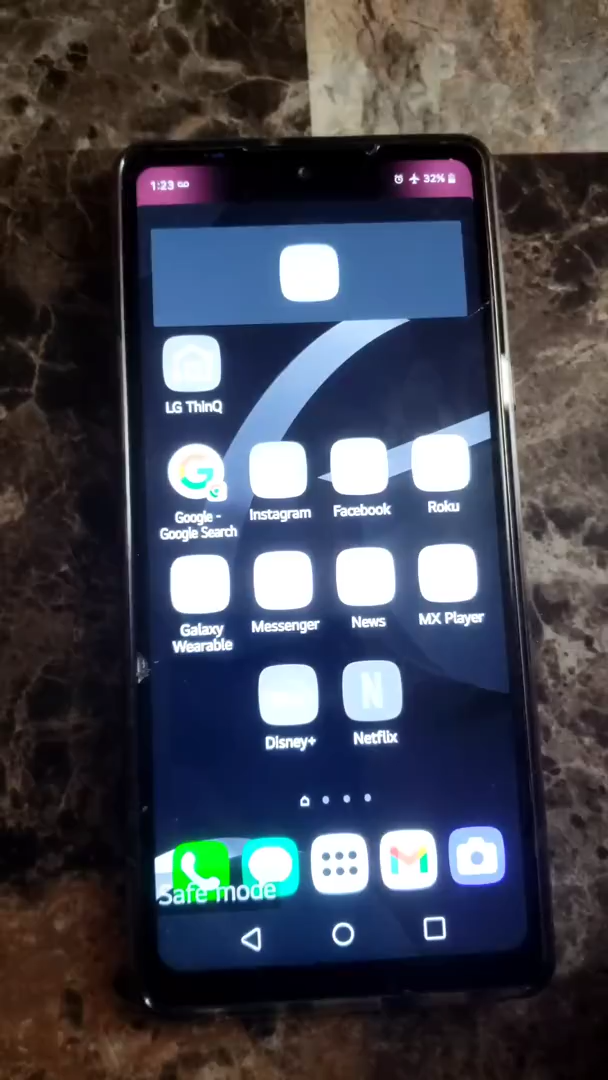 1:23 32%
LG ThinQ
Google -
Google Search
Instagram
Facebook
Roku
Galaxy
Wearable
Messenger
News
MX Player
Disney+
N
Netflix
Safe mode